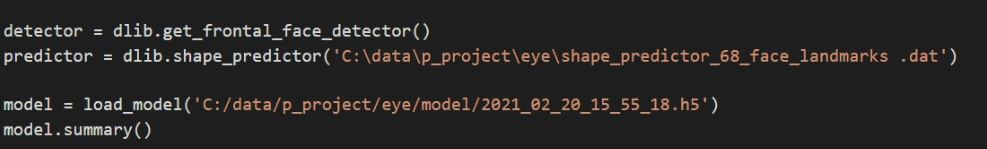 detector = dlib.get_frontal_face_detector()
predictor = dlib.shape_predictor('C:\data\p_project\eye\shape_predictor_68_face_landmarks .dat')
model = load_model('C:/data/p_project/eye/model/2021_02_20_15_55_18.h5')
model.summary()